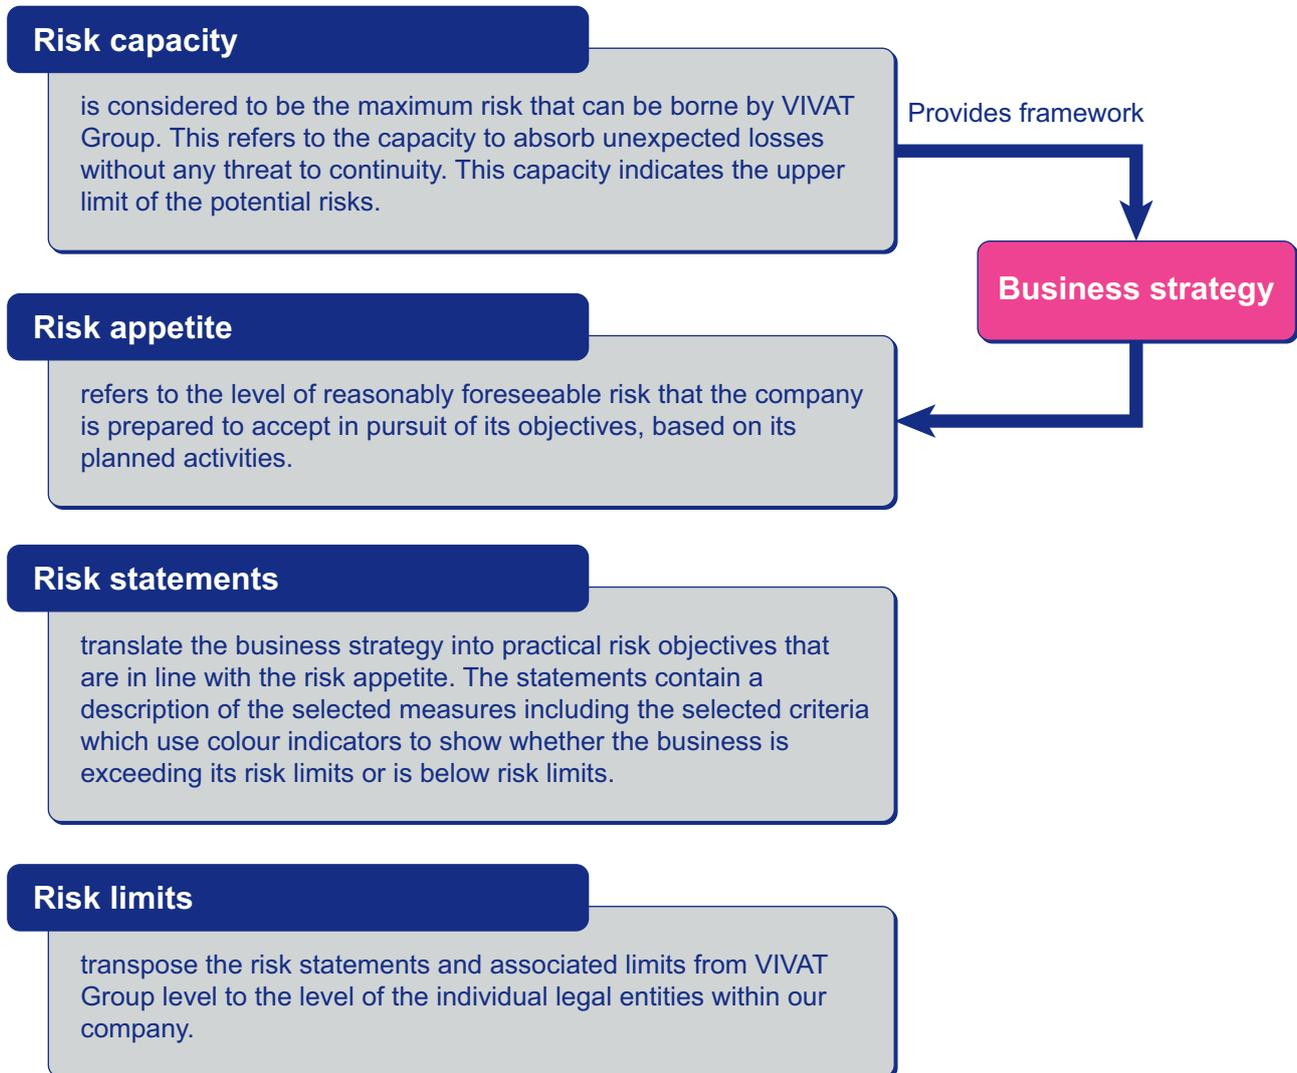 Risk capacity
is considered to be the maximum risk that can be borne by VIVAT
Group. This refers to the capacity to absorb unexpected losses
without any threat to continuity. This capacity indicates the upper
limit of the potential risks.
Provides framework
Business strategy
Risk appetite
refers to the level of reasonably foreseeable risk that the company
is prepared to accept in pursuit of its objectives, based on its
planned activities.
Risk statements
translate the business strategy into practical risk objectives that
are in line with the risk appetite. The statements contain a
description of the selected measures including the selected criteria
which use colour indicators to show whether the business is
exceeding its risk limits or is below risk limits.
Risk limits
transpose the risk statements and associated limits from VIVAT
Group level to the level of the individual legal entities within our
company.